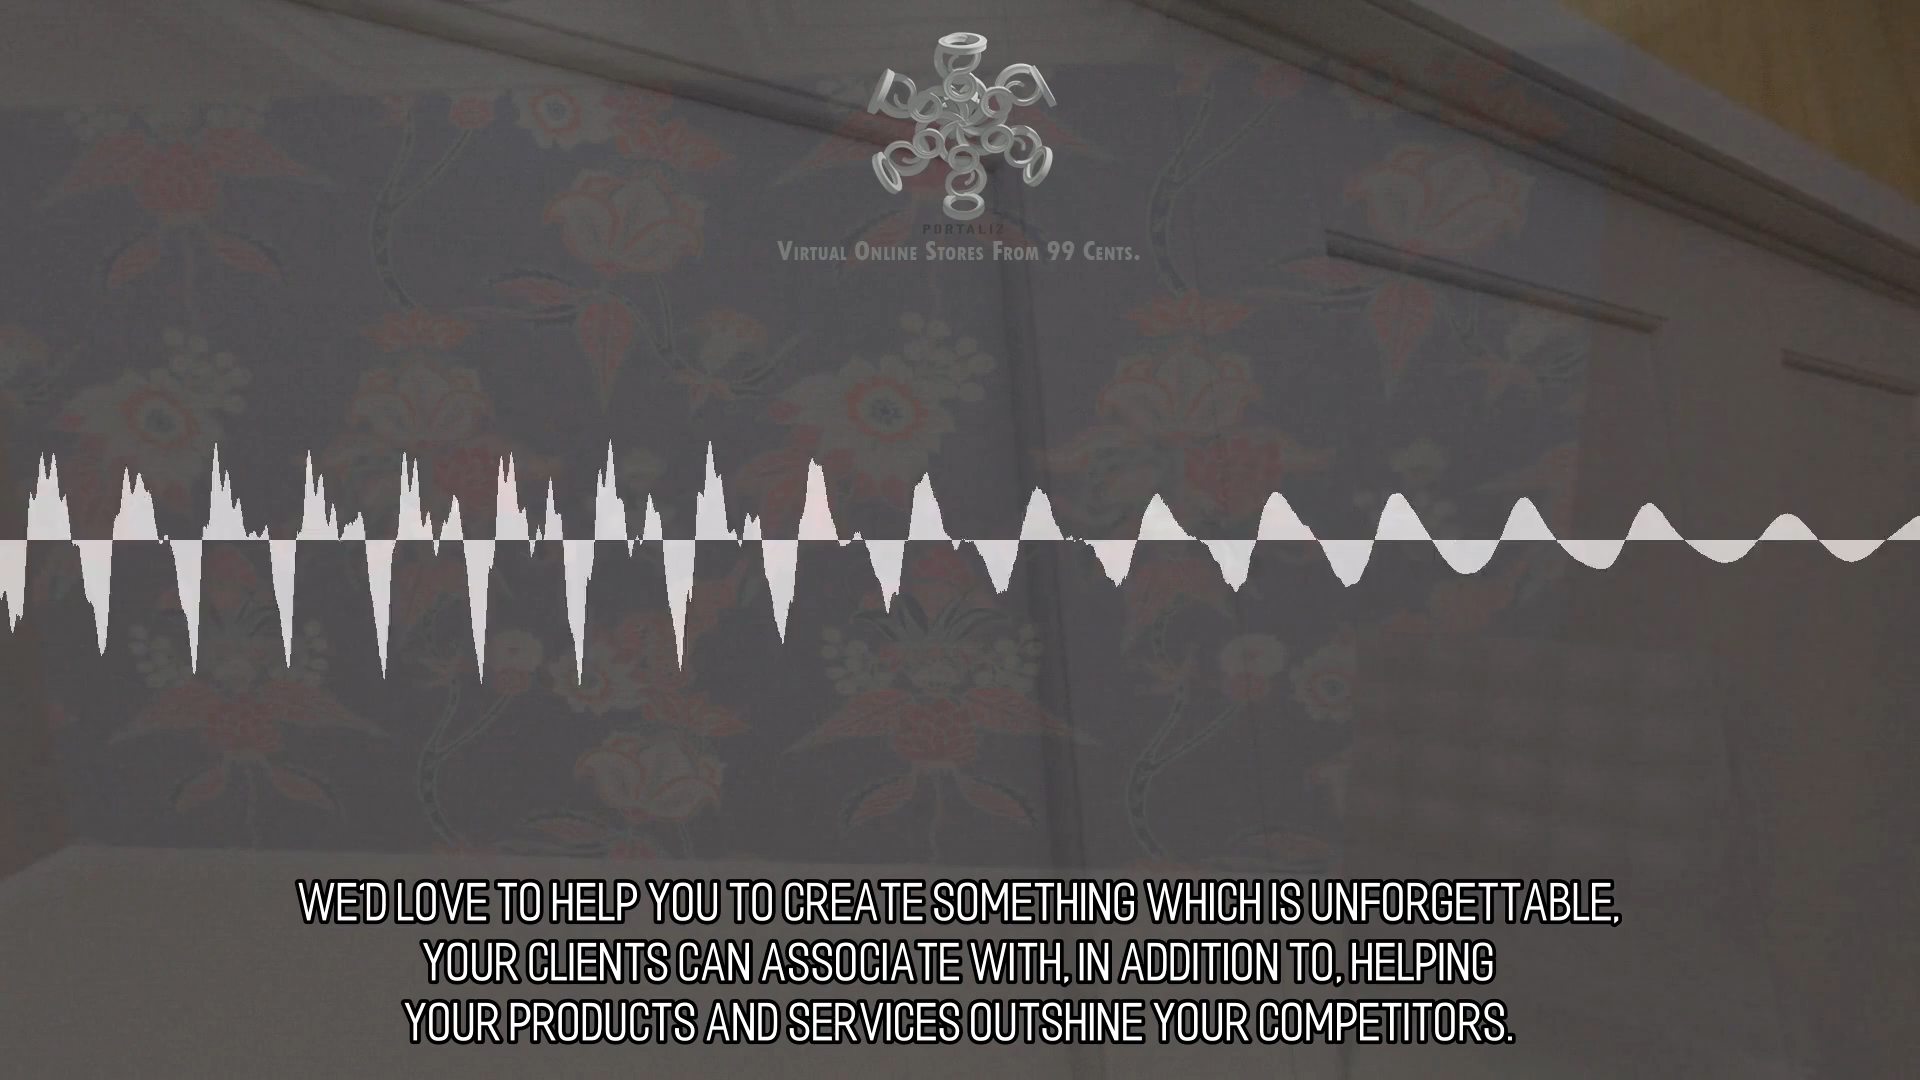 PORTALIZ
Virtual Online Stores From 99 Cents.
WE'D LOVE TO HELP YOU TO CREATE SOMETHING WHICH IS UNFORGETTABLE,
YOUR CLIENTS CAN ASSOCIATE WITH, IN ADDITION TO, HELPING
YOUR PRODUCTS AND SERVICES OUTSHINE YOUR COMPETITORS.